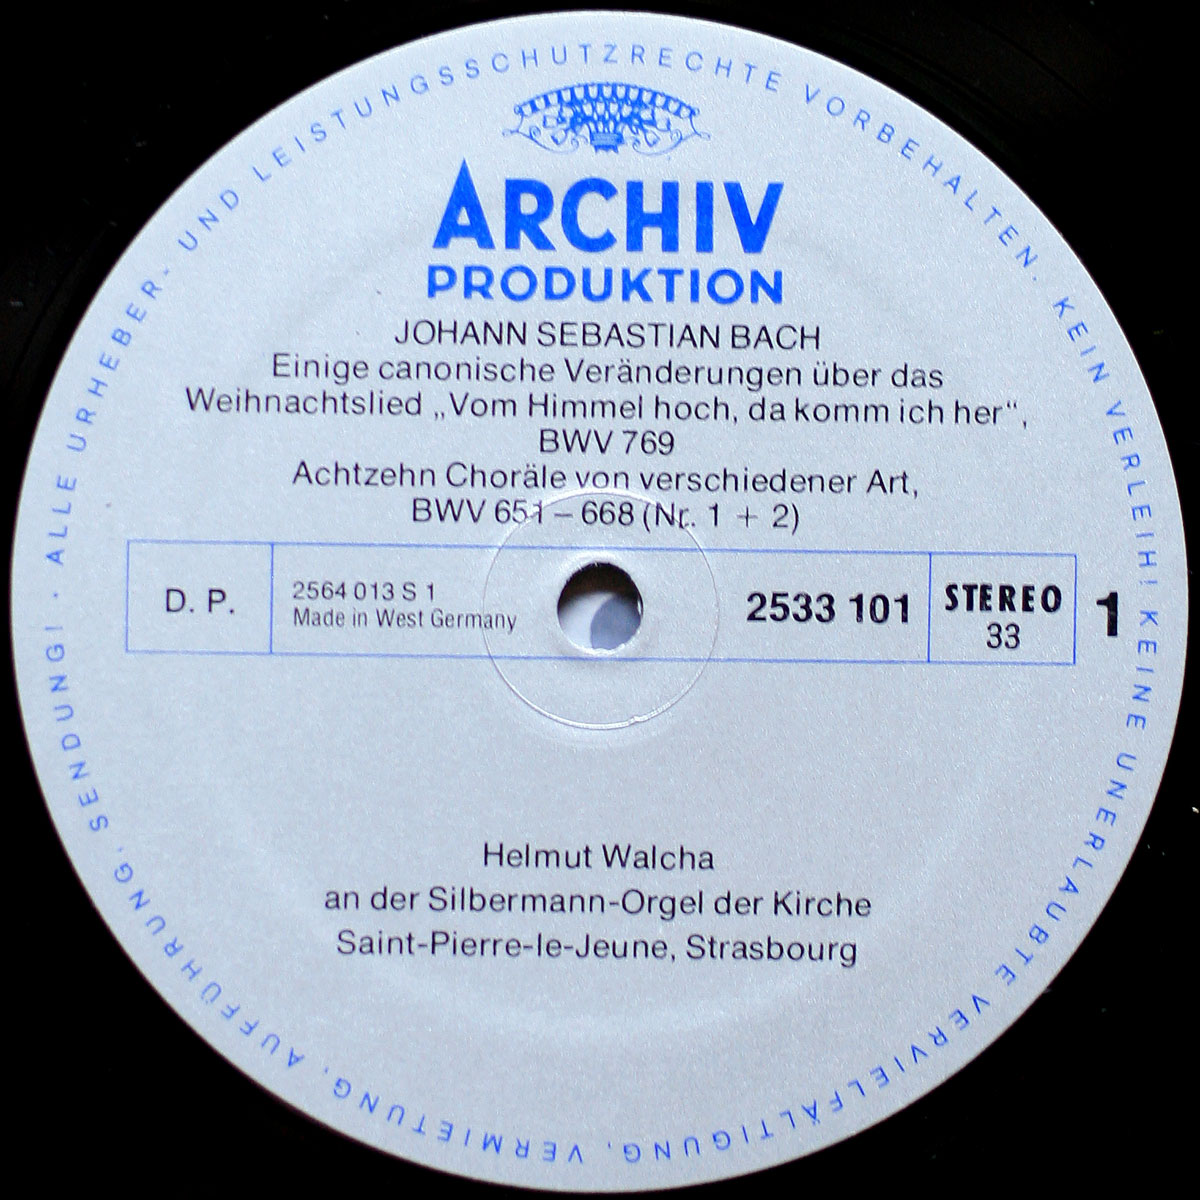 ALLE URHEBER- UND LEISTUNGSSCHUTZRECHTE VORBEHALTEN. KEIN VERLEIH! KEINE UNERLAUBTE VERVIELFÄLTIGUNG, VERMIETUNG, AUFFÜHRUNG, SENDUNG! ·
ARCHIV
PRODUKTION
JOHANN SEBASTIAN BACH
Einige canonische Veränderungen über das
Weihnachtslied „Vom Himmel hoch, da komm ich her“,
BWV 769
Achtzehn Choräle von verschiedener Art,
BWV 651 – 668 (Nr. 1 + 2)
D. P.
2564 013 S 1
Made in West Germany
2533 101
STEREO
33
1
Helmut Walcha
an der Silbermann-Orgel der Kirche
Saint-Pierre-le-Jeune, Strasbourg